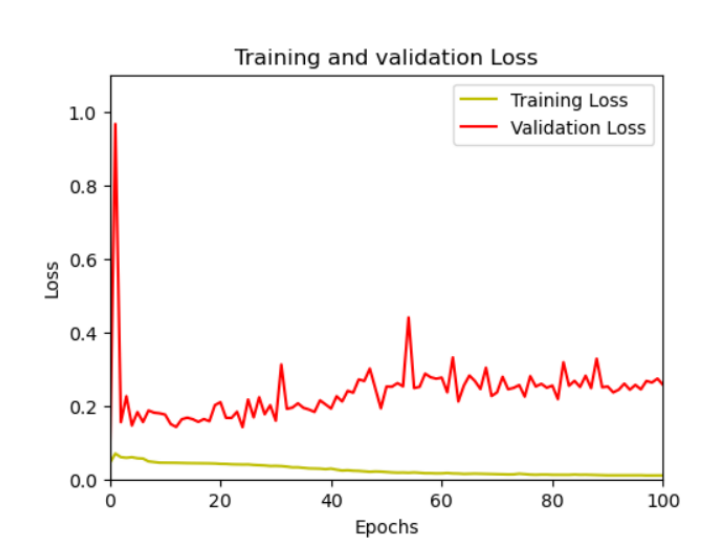 Training and validation Loss
Training Loss
Validation Loss
1.0
0.8
0.6
0.4
0.2
0.0
Loss
0 20 40 60 80 100
Epochs